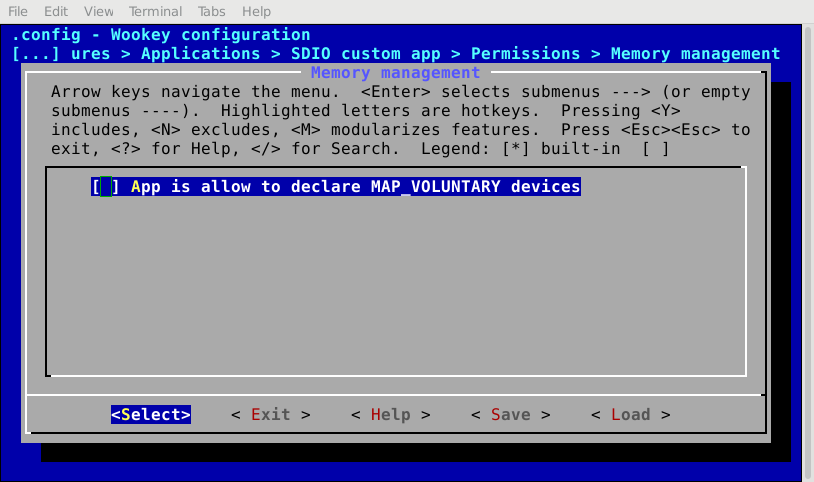 File Edit View Terminal Tabs Help
.config - Wookey configuration
[...] ures > Applications > SDIO custom app > Permissions > Memory management
Memory management
Arrow keys navigate the menu.  <Enter> selects submenus ---> (or empty
submenus ----).  Highlighted letters are hotkeys.  Pressing <Y>
includes, <N> excludes, <M> modularizes features.  Press <Esc><Esc> to
exit, <?> for Help, </> for Search.  Legend: [*] built-in  [ ]
[ ] App is allow to declare MAP_VOLUNTARY devices
<Select>    < Exit >    < Help >    < Save >    < Load >